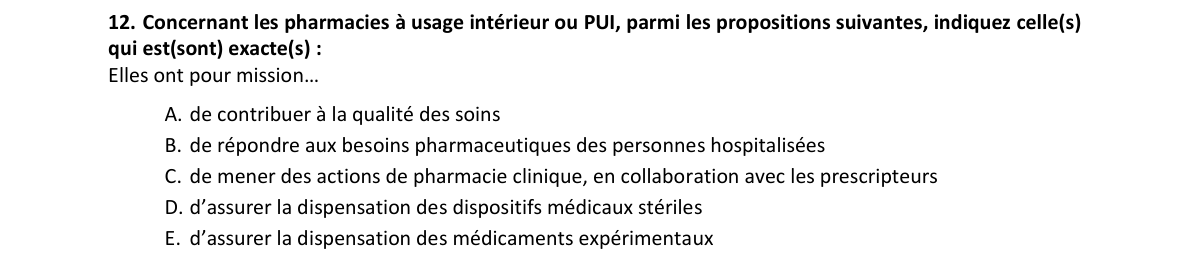 12. Concernant les pharmacies à usage intérieur ou PUI, parmi les propositions suivantes, indiquez celle(s)
qui est(sont) exacte(s) :
Elles ont pour mission...
A. de contribuer à la qualité des soins
B. de répondre aux besoins pharmaceutiques des personnes hospitalisées
C. de mener des actions de pharmacie clinique, en collaboration avec les prescripteurs
D. d’assurer la dispensation des dispositifs médicaux stériles
E. d’assurer la dispensation des médicaments expérimentaux